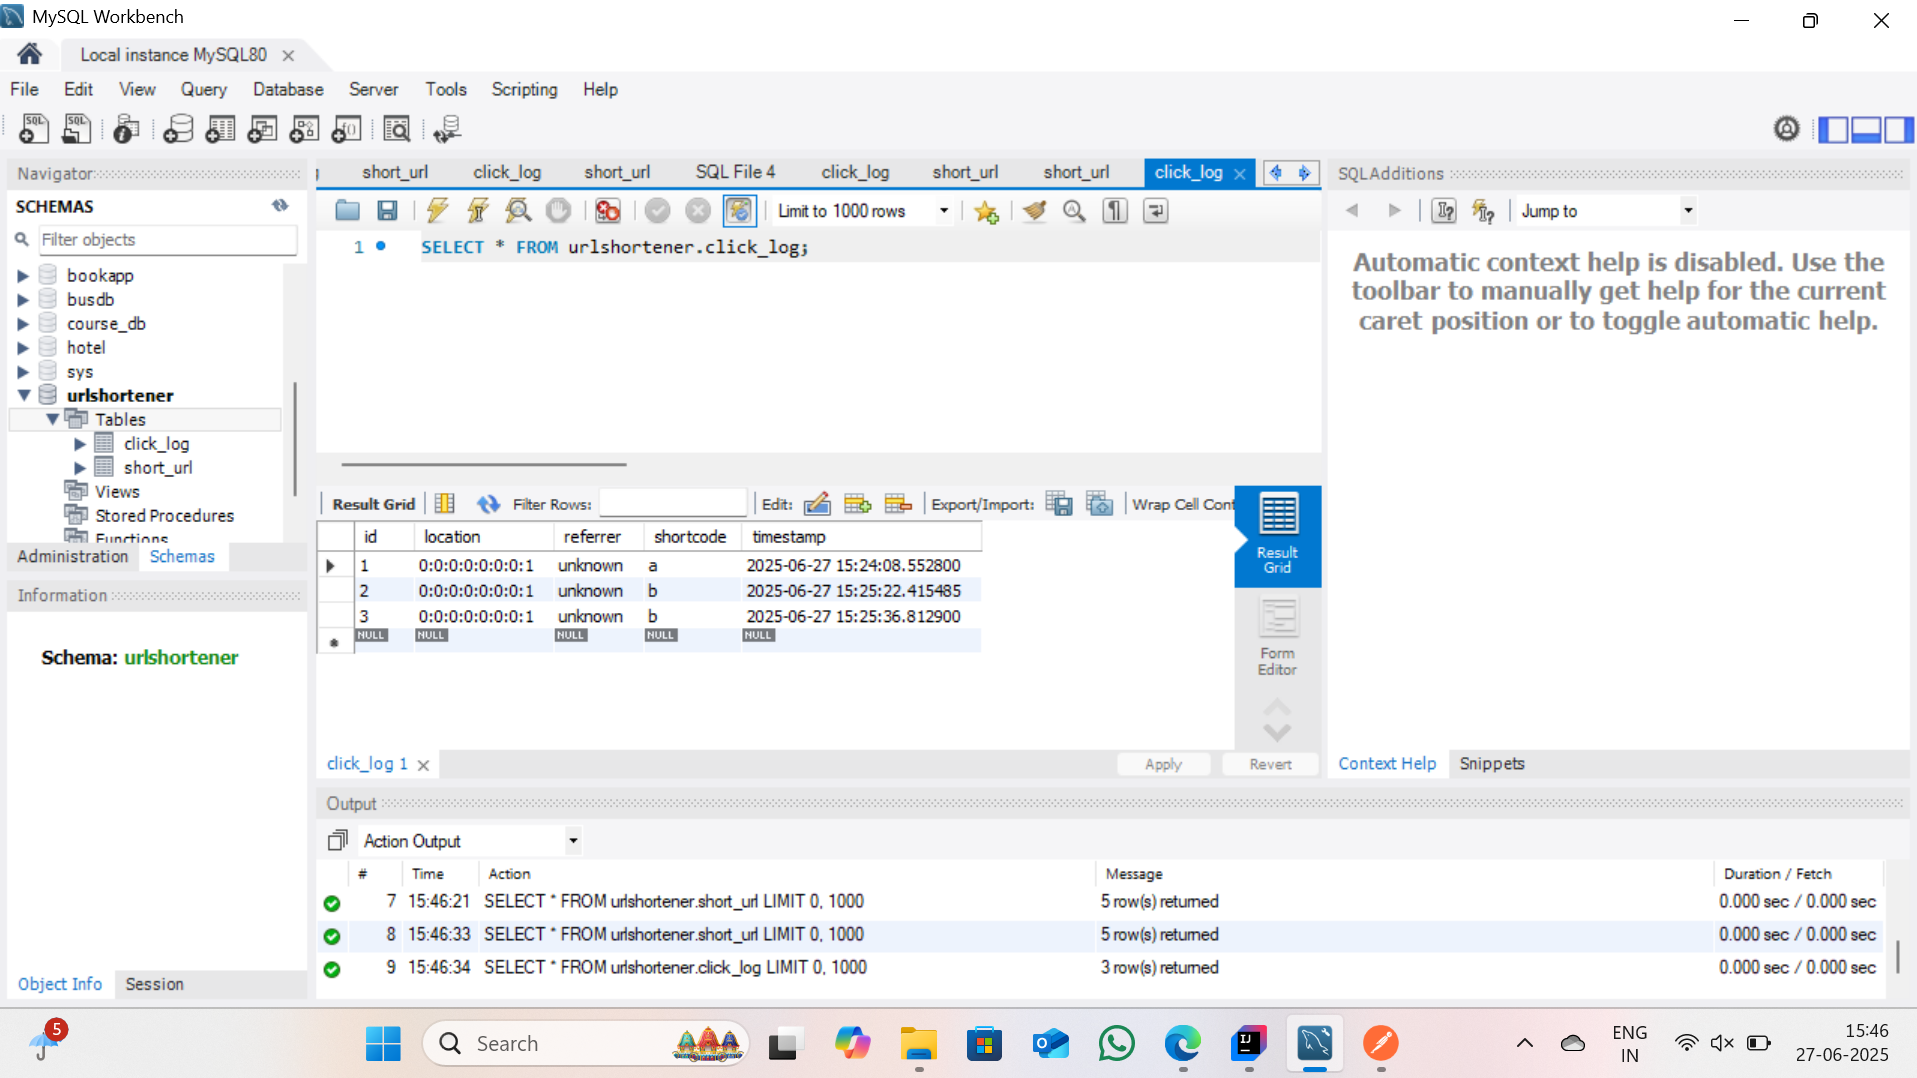 MySQL Workbench
Local instance MySQL80
File Edit View Query Database Server Tools Scripting Help
Navigator
SCHEMAS
Filter objects
bookapp
busdb
course_db
hotel
sys
urlshortener
Tables
click_log
short_url
Views
Stored Procedures
Functions
Administration Schemas
Information
Schema: urlshortener
Object Info Session
short_url click_log short_url SQL File 4 click_log short_url short_url click_log
Limit to 1000 rows
1 SELECT * FROM urlshortener.click_log;
Result Grid Filter Rows: Edit: Export/Import: Wrap Cell Cont
id location referrer shortcode timestamp
1 0:0:0:0:0:0:0:1 unknown a 2025-06-27 15:24:08.552800
2 0:0:0:0:0:0:0:1 unknown b 2025-06-27 15:25:22.415485
3 0:0:0:0:0:0:0:1 unknown b 2025-06-27 15:25:36.812900
NULL NULL NULL NULL NULL
Result
Grid
Form
Editor
click_log 1
Apply Revert
SQLAdditions
Jump to
Automatic context help is disabled. Use the
toolbar to manually get help for the current
caret position or to toggle automatic help.
Context Help Snippets
Output
Action Output
# Time Action Message Duration / Fetch
7 15:46:21 SELECT * FROM urlshortener.short_url LIMIT 0, 1000 5 row(s) returned 0.000 sec / 0.000 sec
8 15:46:33 SELECT * FROM urlshortener.short_url LIMIT 0, 1000 5 row(s) returned 0.000 sec / 0.000 sec
9 15:46:34 SELECT * FROM urlshortener.click_log LIMIT 0, 1000 3 row(s) returned 0.000 sec / 0.000 sec
5
Search
ENG
IN
15:46
27-06-2025